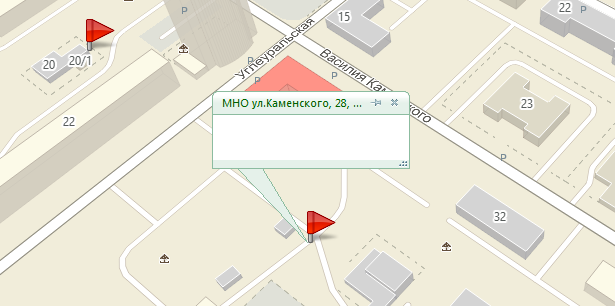 15
22
Углеуральская
20
20/1
P
P
Василия Каменского
P
МНО ул.Каменского, 28, ...
23
22
P
32